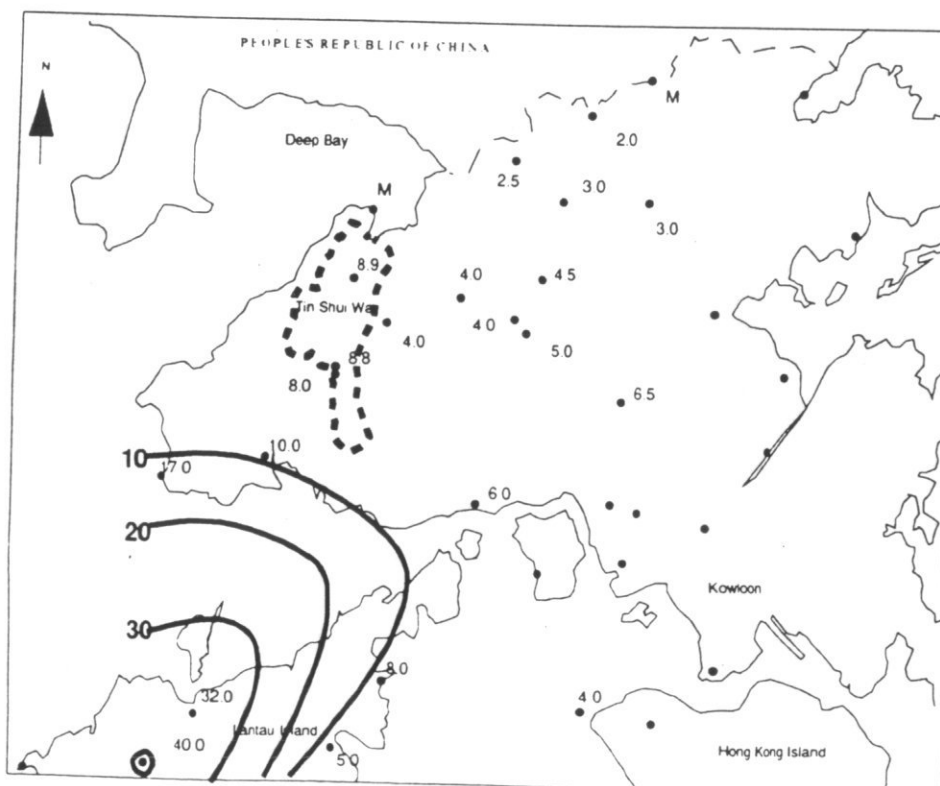 PEOPLE'S REPUBLIC OF CHINA
N
M
Deep Bay
2.0
2.5
3.0
M
3.0
8.9
4.0
4.5
Tin Shui Wa
4.0
4.0
5.0
8.8
8.0
6.5
10.0
10
17.0
6.0
20
Kowloon
30
8.0
32.0
4.0
Lantau Island
40.0
5.0
Hong Kong Island